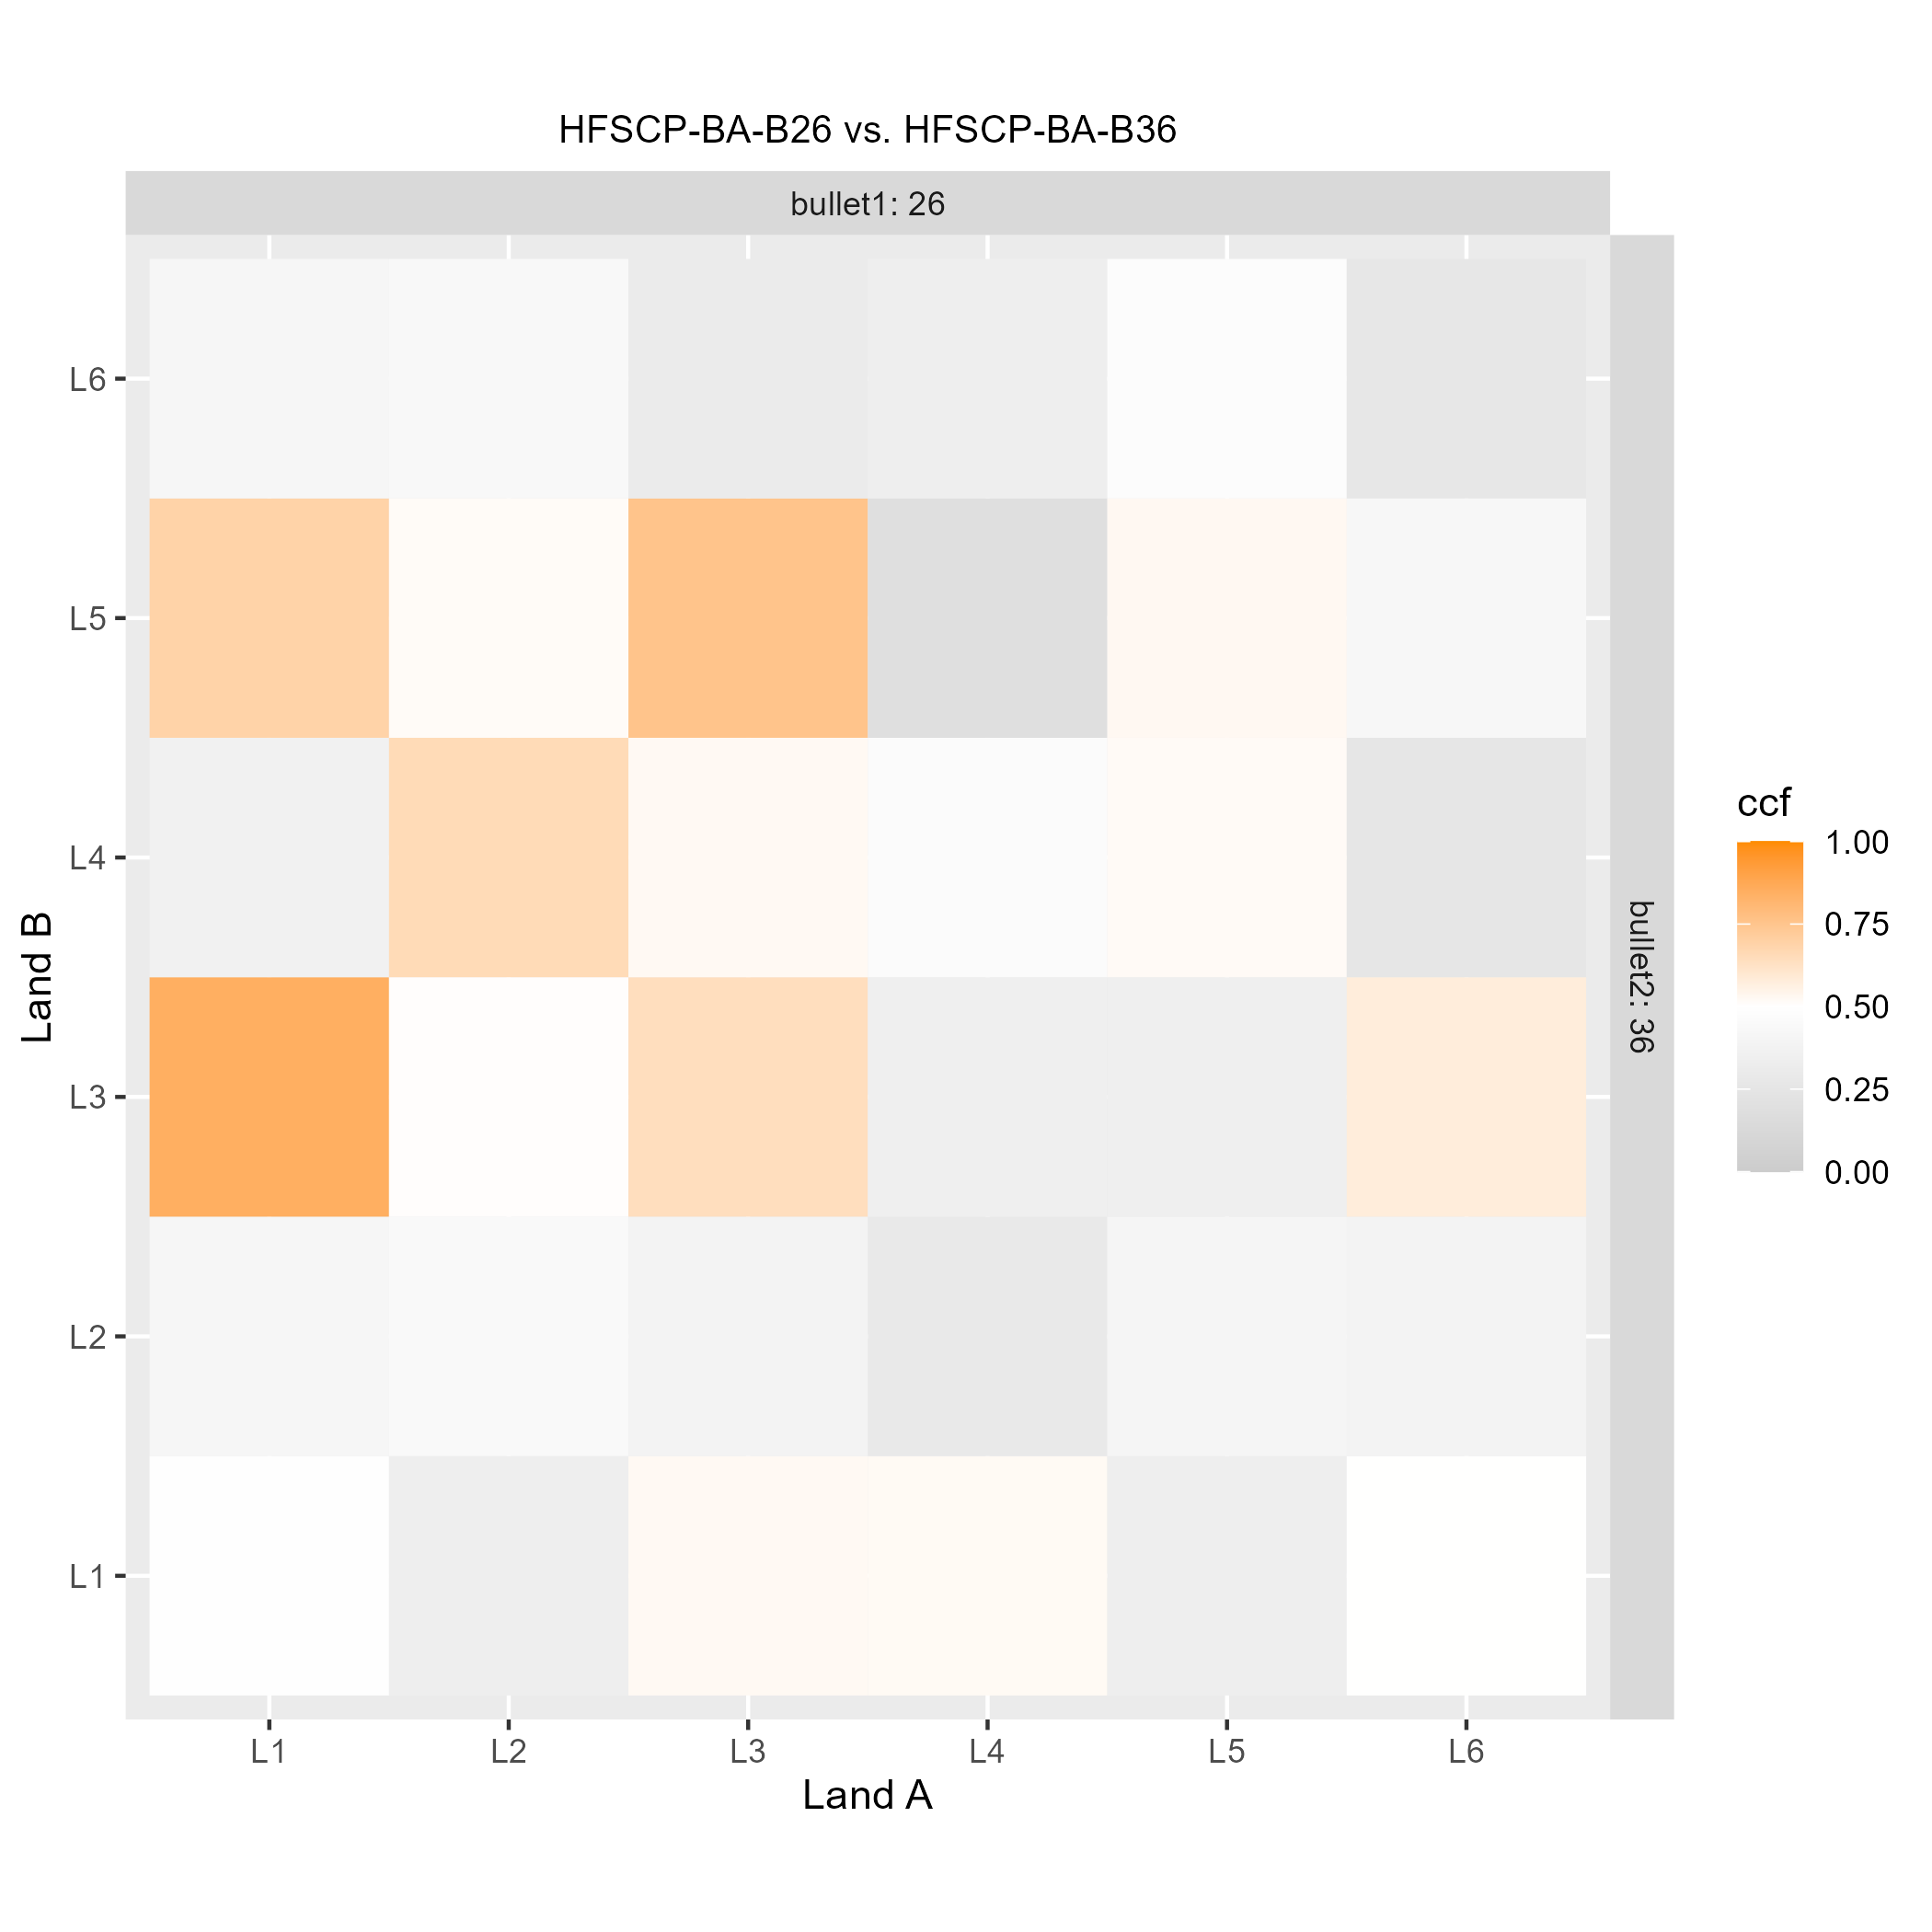 HFSCP-BA-B26 vs. HFSCP-BA-B36
bullet1: 26
L6
L5
L4
L3
L2
L1
Land B
bullet2: 36
L1 L2 L3 L4 L5 L6
Land A
ccf
1.00
0.75
0.50
0.25
0.00